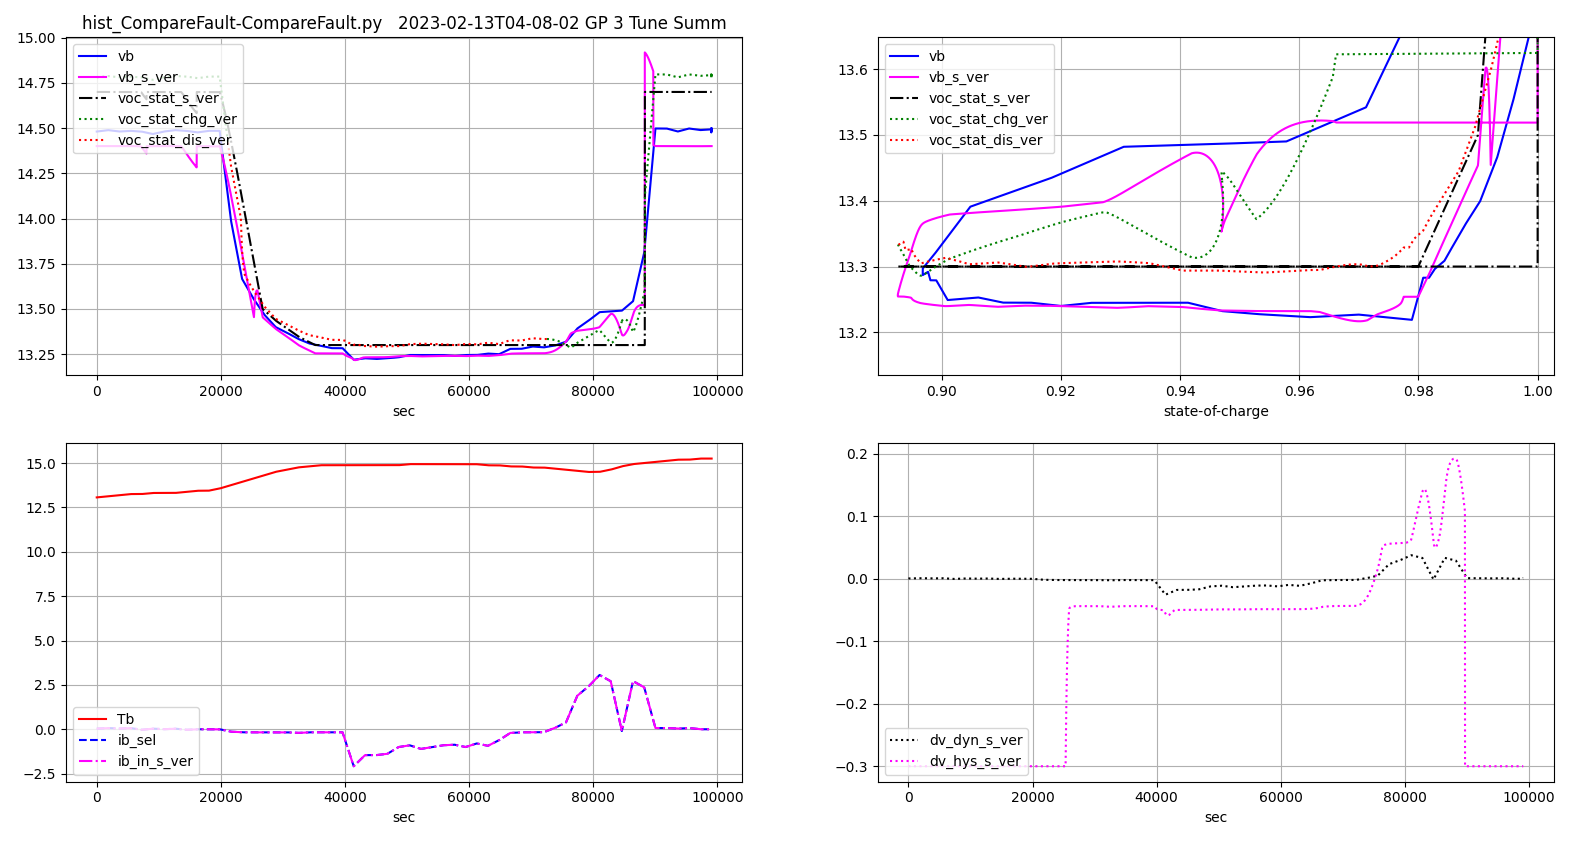 hist_CompareFault-CompareFault.py   2023-02-13T04-08-02 GP 3 Tune Summ
15.00
14.75
14.50
14.25
14.00
13.75
13.50
13.25
vb
vb_s_ver
voc_stat_s_ver
voc_stat_chg_ver
voc_stat_dis_ver
0 20000 40000 60000 80000 100000
sec
13.6
13.5
13.4
13.3
13.2
vb
vb_s_ver
voc_stat_s_ver
voc_stat_chg_ver
voc_stat_dis_ver
0.90 0.92 0.94 0.96 0.98 1.00
state-of-charge
15.0
12.5
10.0
7.5
5.0
2.5
0.0
−2.5
Tb
ib_sel
ib_in_s_ver
0 20000 40000 60000 80000 100000
sec
0.2
0.1
0.0
−0.1
−0.2
−0.3
dv_dyn_s_ver
dv_hys_s_ver
0 20000 40000 60000 80000 100000
sec